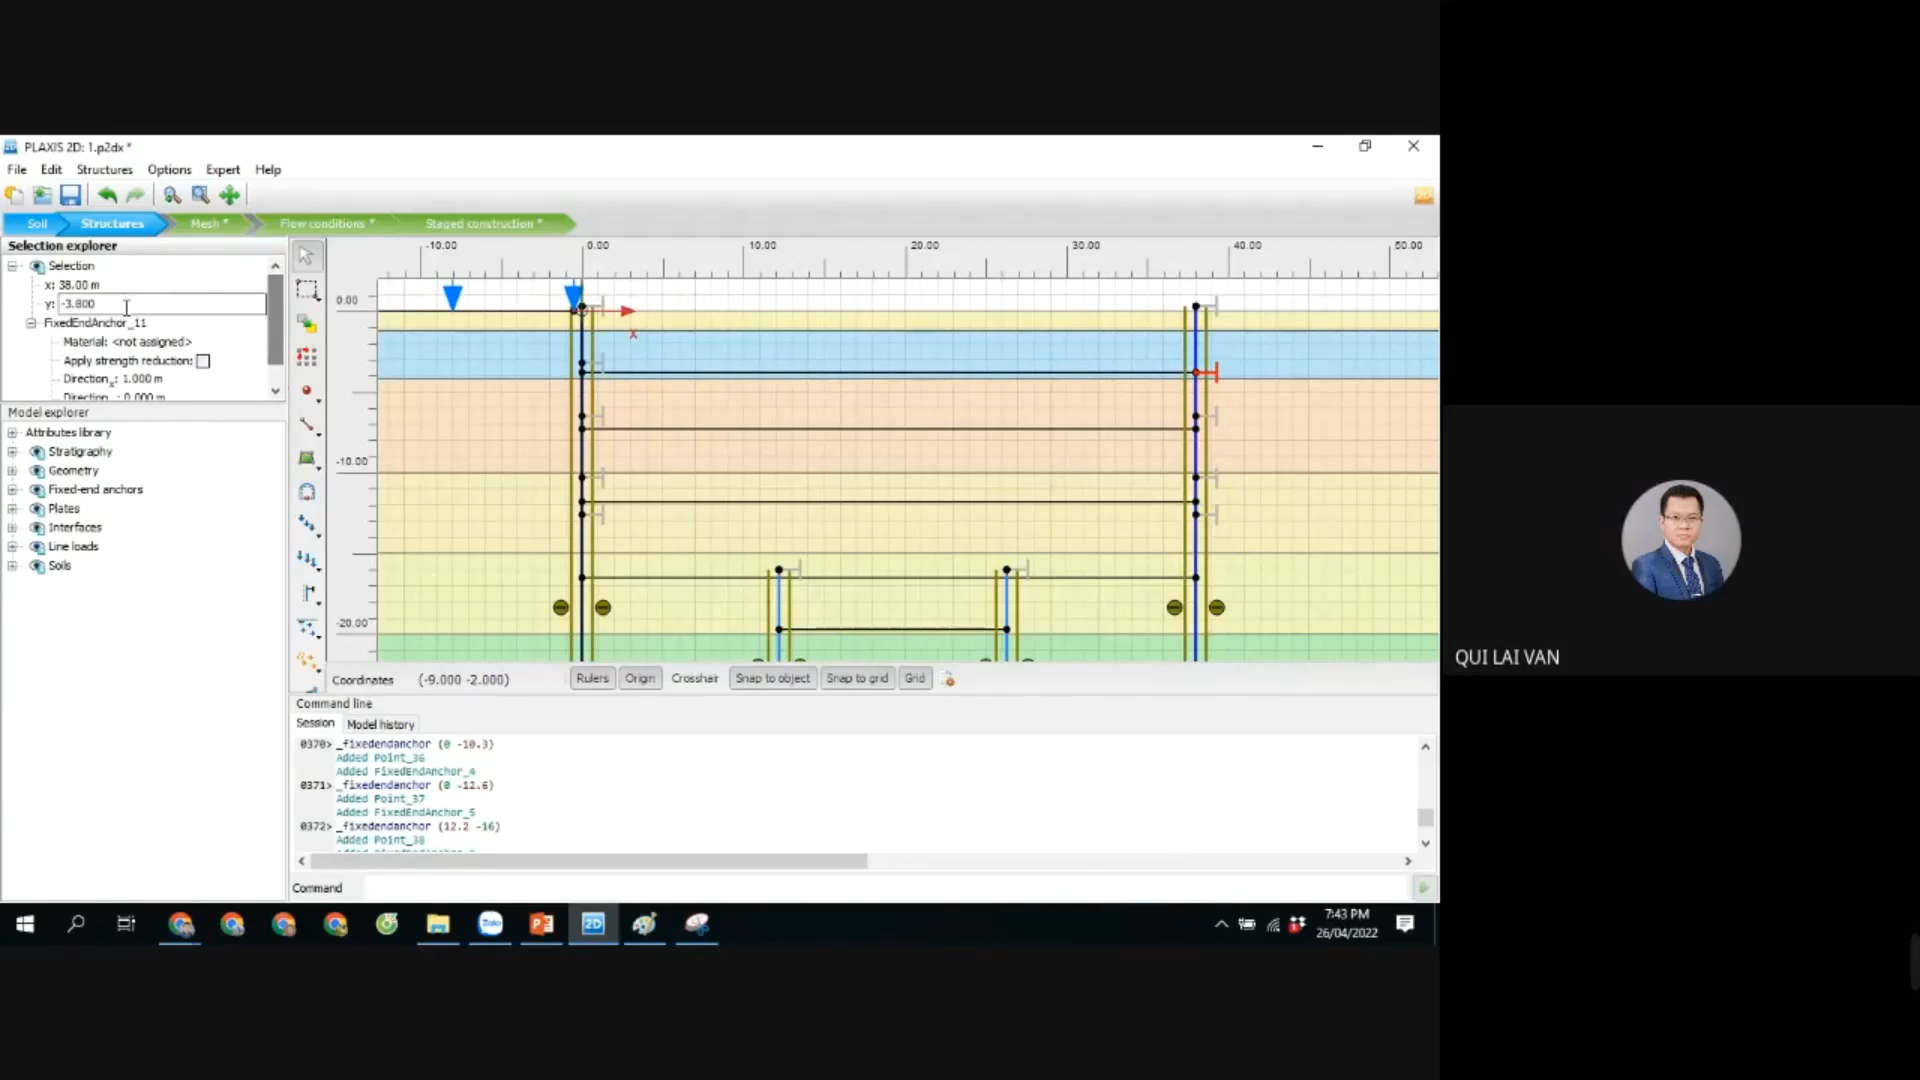 PLAXIS 2D: 1.p2dx *
File Edit Structures Options Expert Help
Soil Structures Mesh * Flow conditions * Staged construction *
Selection explorer
Selection
x: 38.00 m
y: -3.800
FixedEndAnchor_11
Material: <not assigned>
Apply strength reduction:
Direction x: 1.000 m
Model explorer
Attributes library
Stratigraphy
Geometry
Fixed-end anchors
Plates
Interfaces
Line loads
Soils
-10.00 0.00 10.00 20.00 30.00 40.00 50.00
0.00
x
-10.00
-20.00
Coordinates (-9.000 -2.000) Rulers Origin Crosshair Snap to object Snap to grid Grid
Command line
Session Model history
0370> _fixedendanchor (0 -10.3)
Added Point_36
Added FixedEndAnchor_4
0371> _fixedendanchor (0 -12.6)
Added Point_37
Added FixedEndAnchor_5
0372> _fixedendanchor (12.2 -16)
Added Point_38
Command
QUI LAI VAN
2D
Zalo
7:43 PM
26/04/2022